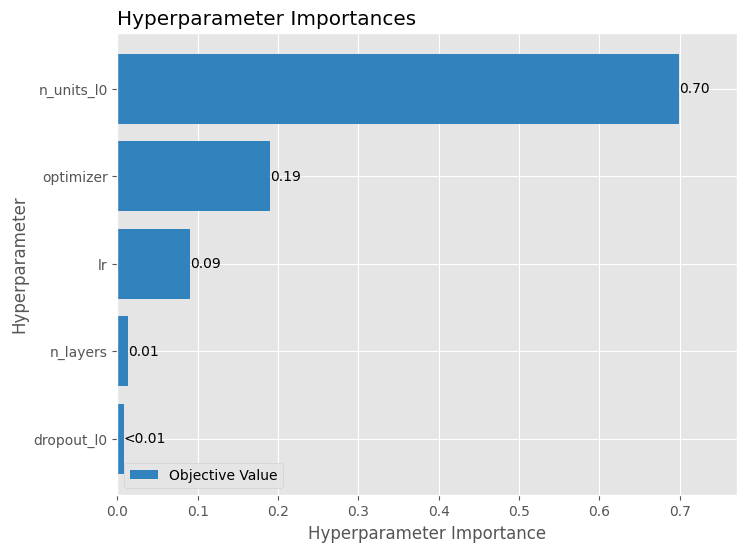 Hyperparameter Importances
Hyperparameter
n_units_l0
0.70
optimizer
0.19
lr
0.09
n_layers
0.01
dropout_l0
<0.01
Objective Value
0.0 0.1 0.2 0.3 0.4 0.5 0.6 0.7
Hyperparameter Importance